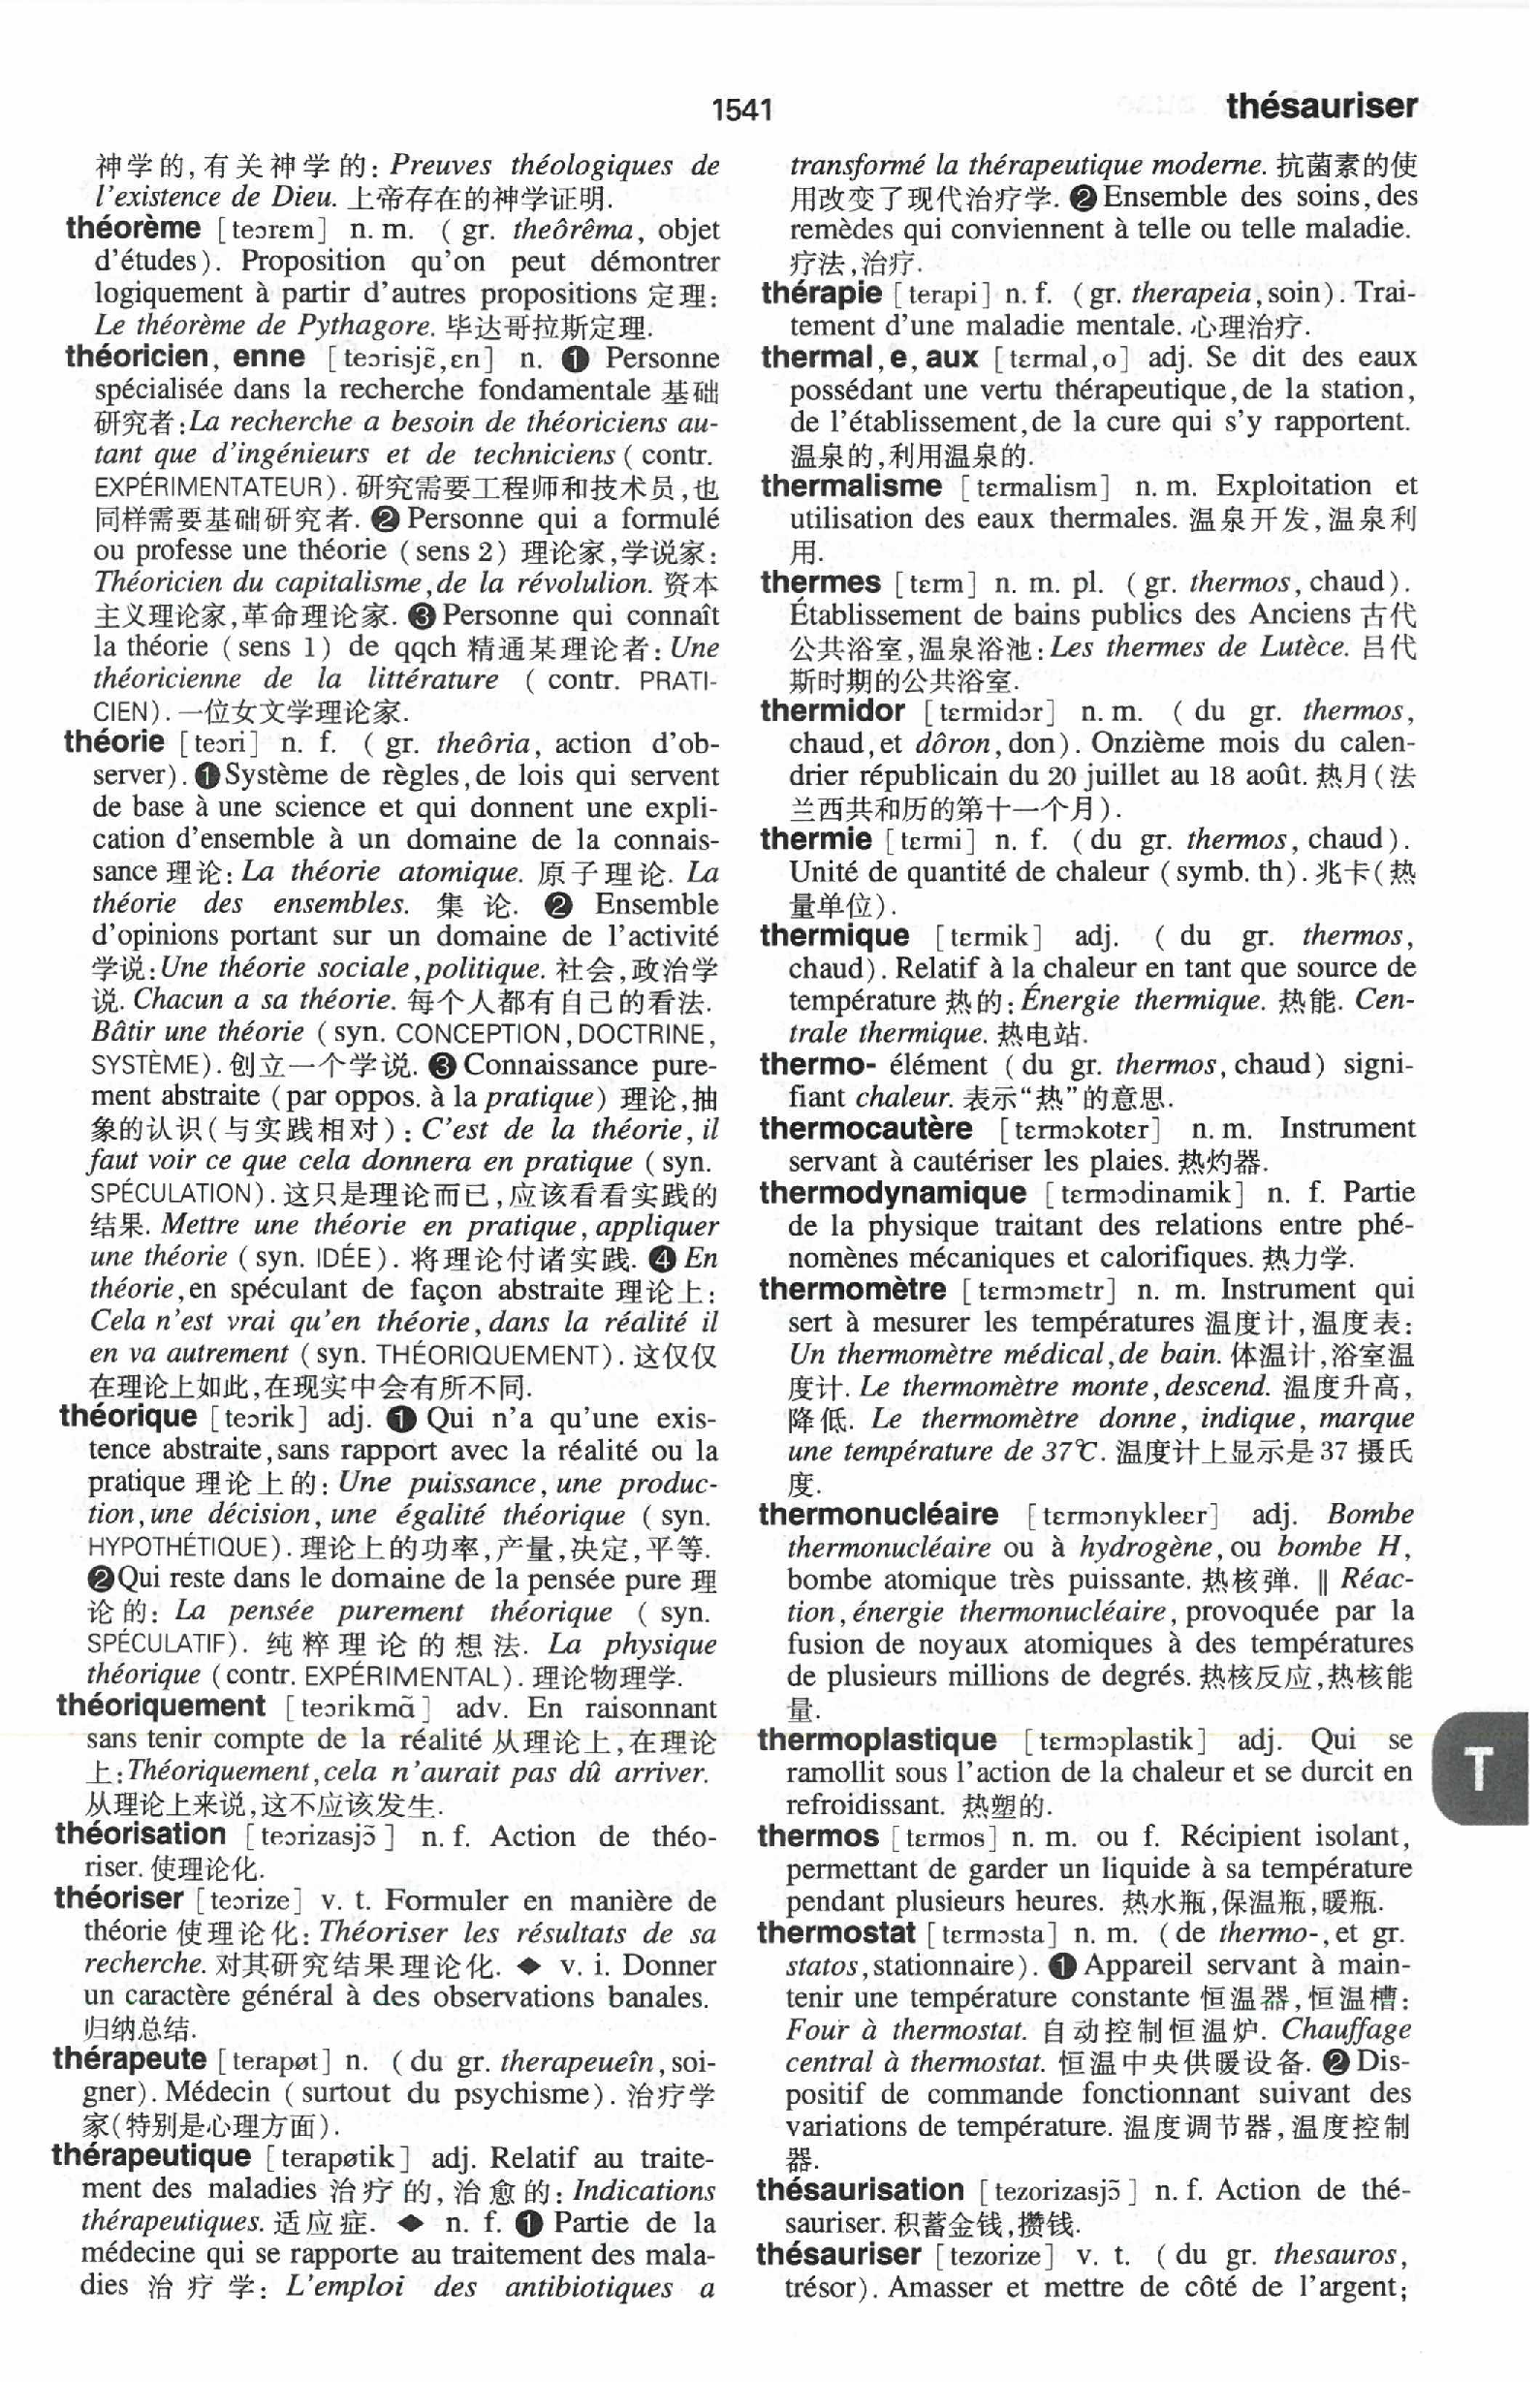 1541
thésauriser
神学的,有关神学的: Preuves théologiques de
l'existence de Dieu. 上帝存在的神学证明.
théorème [teɔrɛm] n. m. ( gr. theôrêma, objet
d'études). Proposition qu'on peut démontrer
logiquement à partir d'autres propositions 定理:
Le théorème de Pythagore. 毕达哥拉斯定理.
théoricien, enne [teɔrisjɛ̃,ɛn] n. ❶ Personne
spécialisée dans la recherche fondamentale 基础
研究者:La recherche a besoin de théoriciens au-
tant que d'ingénieurs et de techniciens ( contr.
EXPÉRIMENTATEUR). 研究需要工程师和技术员,也
同样需要基础研究者. ❷ Personne qui a formulé
ou professe une théorie (sens 2) 理论家,学说家:
Théoricien du capitalisme,de la révolulion. 资本
主义理论家,革命理论家. ❸ Personne qui connaît
la théorie (sens 1) de qqch 精通某理论者: Une
théoricienne de la littérature ( contr. PRATI-
CIEN). 一位女文学理论家.
théorie [teɔri] n. f. ( gr. theôria, action d'ob-
server). ❶Système de règles,de lois qui servent
de base à une science et qui donnent une expli-
cation d'ensemble à un domaine de la connais-
sance 理论: La théorie atomique. 原子理论. La
théorie des ensembles. 集论. ❷ Ensemble
d'opinions portant sur un domaine de l'activité
学说:Une théorie sociale,politique. 社会,政治学
说. Chacun a sa théorie. 每个人都有自己的看法.
Bâtir une théorie (syn. CONCEPTION, DOCTRINE,
SYSTÈME). 创立一个学说. ❸ Connaissance pure-
ment abstraite (par oppos. à la pratique) 理论,抽
象的认识(与实践相对): C'est de la théorie, il
faut voir ce que cela donnera en pratique (syn.
SPÉCULATION). 这只是理论而已,应该看看实践的
结果. Mettre une théorie en pratique, appliquer
une théorie (syn. IDÉE). 将理论付诸实践. ❹ En
théorie,en spéculant de façon abstraite 理论上:
Cela n'est vrai qu'en théorie, dans la réalité il
en va autrement (syn. THÉORIQUEMENT). 这仅仅
在理论上如此,在现实中会有所不同.
théorique [teɔrik] adj. ❶ Qui n'a qu'une exis-
tence abstraite,sans rapport avec la réalité ou la
pratique 理论上的: Une puissance, une produc-
tion, une décision, une égalité théorique ( syn.
HYPOTHÉTIQUE). 理论上的功率,产量,决定,平等.
❷Qui reste dans le domaine de la pensée pure 理
论的: La pensée purement théorique ( syn.
SPÉCULATIF). 纯粹理论的想法. La physique
théorique (contr. EXPÉRIMENTAL). 理论物理学.
théoriquement [teɔrikmɑ̃] adv. En raisonnant
sans tenir compte de la réalité 从理论上,在理论
上:Théoriquement,cela n'aurait pas dû arriver.
从理论上来说,这不应该发生.
théorisation [teɔrizasjɔ̃] n. f. Action de théo-
riser. 使理论化.
théoriser [teɔrize] v. t. Formuler en manière de
théorie 使理论化: Théoriser les résultats de sa
recherche. 对其研究结果理论化. ◆ v. i. Donner
un caractère général à des observations banales.
归纳总结.
thérapeute [terapøt] n. (du gr. therapeueîn, soi-
gner). Médecin ( surtout du psychisme). 治疗学
家(特别是心理方面).
thérapeutique [terapøtik] adj. Relatif au traite-
ment des maladies 治疗的,治愈的: Indications
thérapeutiques. 适应症. ◆ n. f. ❶ Partie de la
médecine qui se rapporte au traitement des mala-
dies 治疗学: L'emploi des antibiotiques a
transformé la thérapeutique moderne. 抗菌素的使
用改变了现代治疗学. ❷ Ensemble des soins, des
remèdes qui conviennent à telle ou telle maladie.
疗法,治疗.
thérapie [terapi] n. f. (gr. therapeia, soin). Trai-
tement d'une maladie mentale. 心理治疗.
thermal, e, aux [tɛrmal,o] adj. Se dit des eaux
possédant une vertu thérapeutique,de la station,
de l'établissement,de la cure qui s'y rapportent.
温泉的,利用温泉的.
thermalisme [tɛrmalism] n. m. Exploitation et
utilisation des eaux thermales. 温泉开发,温泉利
用.
thermes [tɛrm] n. m. pl. (gr. thermos, chaud).
Établissement de bains publics des Anciens 古代
公共浴室,温泉浴池: Les thermes de Lutèce. 吕代
斯时期的公共浴室.
thermidor [tɛrmidɔr] n. m. ( du gr. thermos,
chaud,et dôron,don). Onzième mois du calen-
drier républicain du 20 juillet au 18 août. 热月(法
兰西共和历的第十一个月).
thermie [tɛrmi] n. f. (du gr. thermos, chaud).
Unité de quantité de chaleur (symb. th). 兆卡(热
量单位).
thermique [tɛrmik] adj. ( du gr. thermos,
chaud). Relatif à la chaleur en tant que source de
température 热的: Énergie thermique. 热能. Cen-
trale thermique. 热电站.
thermo- élément (du gr. thermos, chaud) signi-
fiant chaleur. 表示“热”的意思.
thermocautère [tɛrmɔkotɛr] n. m. Instrument
servant à cautériser les plaies. 热灼器.
thermodynamique [tɛrmɔdinamik] n. f. Partie
de la physique traitant des relations entre phé-
nomènes mécaniques et calorifiques. 热力学.
thermomètre [tɛrmɔmɛtr] n. m. Instrument qui
sert à mesurer les températures 温度计,温度表:
Un thermomètre médical,de bain. 体温计,浴室温
度计. Le thermomètre monte, descend. 温度升高,
降低. Le thermomètre donne, indique, marque
une température de 37℃. 温度计上显示是 37 摄氏
度.
thermonucléaire [tɛrmɔnykleɛr] adj. Bombe
thermonucléaire ou à hydrogène, ou bombe H,
bombe atomique très puissante. 热核弹. ‖ Réac-
tion, énergie thermonucléaire, provoquée par la
fusion de noyaux atomiques à des températures
de plusieurs millions de degrés. 热核反应,热核能
量.
thermoplastique [tɛrmɔplastik] adj. Qui se
ramollit sous l'action de la chaleur et se durcit en
refroidissant. 热塑的.
T
thermos [tɛrmos] n. m. ou f. Récipient isolant,
permettant de garder un liquide à sa température
pendant plusieurs heures. 热水瓶,保温瓶,暖瓶.
thermostat [tɛrmɔsta] n. m. (de thermo-, et gr.
statos, stationnaire). ❶ Appareil servant à main-
tenir une température constante 恒温器,恒温槽:
Four à thermostat. 自动控制恒温炉. Chauffage
central à thermostat. 恒温中央供暖设备. ❷ Dis-
positif de commande fonctionnant suivant des
variations de température. 温度调节器,温度控制
器.
thésaurisation [tezorizasjɔ̃] n. f. Action de thé-
sauriser. 积蓄金钱,攒钱.
thésauriser [tezorize] v. t. ( du gr. thesauros,
trésor). Amasser et mettre de côté de l'argent;